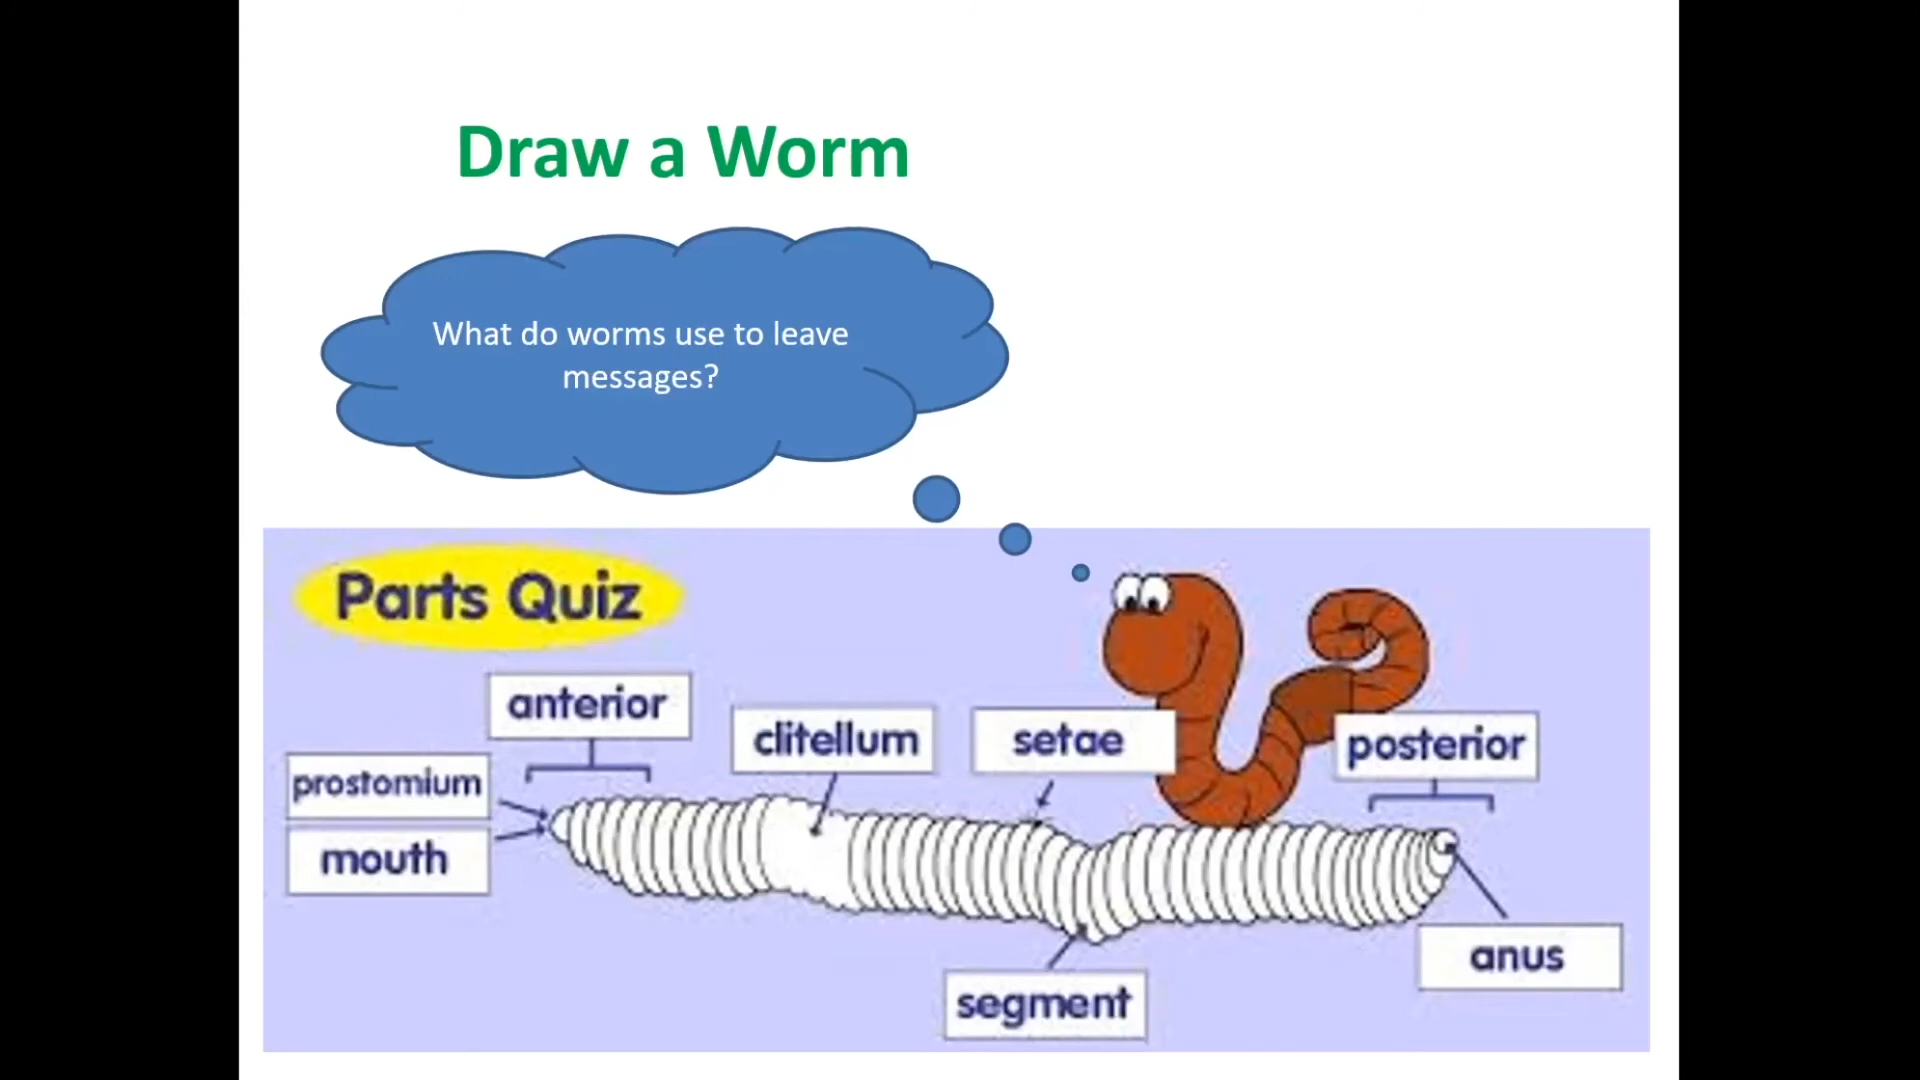 Draw a Worm
What do worms use to leave
messages?
Parts Quiz
anterior
clitellum
setae
posterior
prostomium
mouth
anus
segment